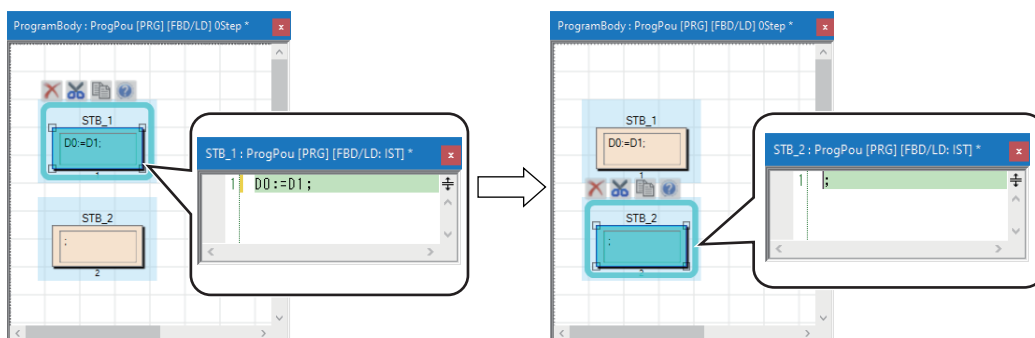 ProgramBody : ProgPou [PRG] [FBD/LD] 0Step *
STB_1
D0:=D1;
1
STB_2
;
2
STB_1 : ProgPou [PRG] [FBD/LD: IST] *
1 D0:=D1;
ProgramBody : ProgPou [PRG] [FBD/LD] 0Step *
STB_1
D0:=D1;
1
STB_2
;
2
STB_2 : ProgPou [PRG] [FBD/LD: IST] *
1 ;